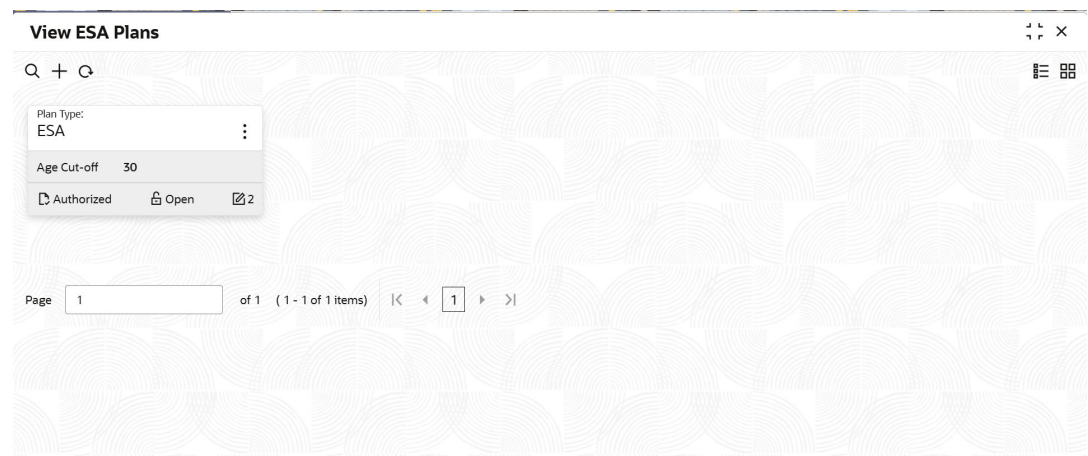 View ESA Plans
Plan Type:
ESA
Age Cut-off 30
Authorized Open 2
Page 1 of 1 ( 1 - 1 of 1 items) 1